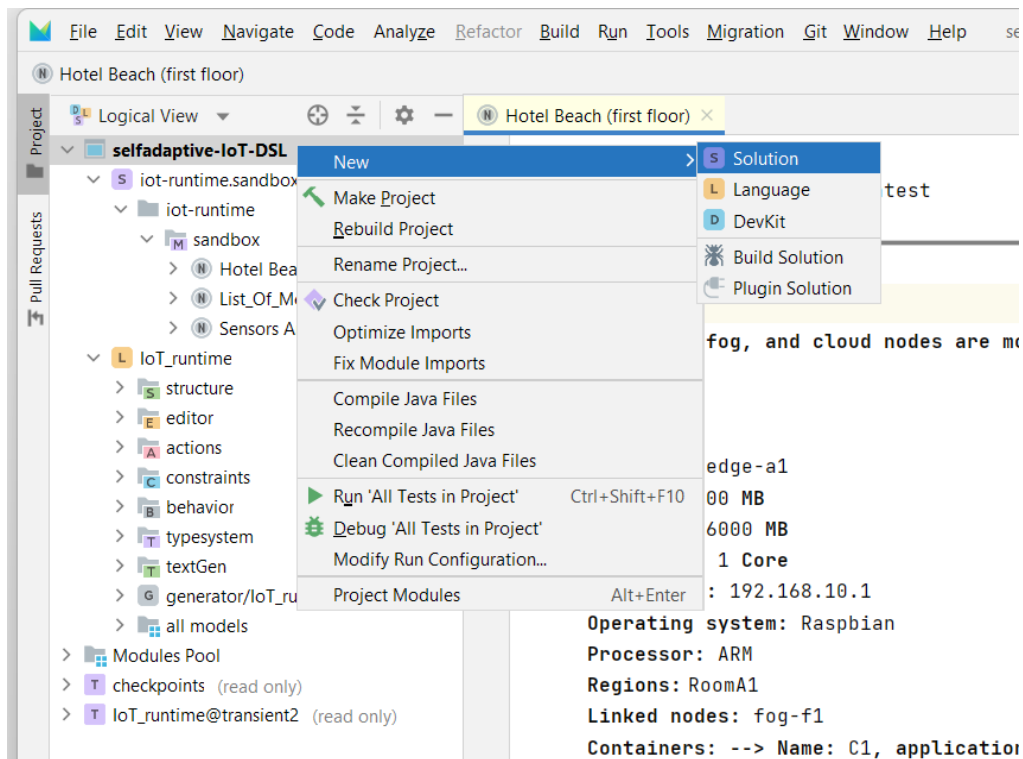 File Edit View Navigate Code Analyze Refactor Build Run Tools Migration Git Window Help se
Hotel Beach (first floor)
Project
Pull Requests
Logical View
selfadaptive-IoT-DSL
iot-runtime.sandbox
iot-runtime
sandbox
Hotel Bea
List_Of_Mo
Sensors A
IoT_runtime
structure
editor
actions
constraints
behavior
typesystem
textGen
generator/IoT_ru
all models
Modules Pool
checkpoints (read only)
IoT_runtime@transient2 (read only)
New
Make Project
Rebuild Project
Rename Project...
Check Project
Optimize Imports
Fix Module Imports
Compile Java Files
Recompile Java Files
Clean Compiled Java Files
Run 'All Tests in Project' Ctrl+Shift+F10
Debug 'All Tests in Project'
Modify Run Configuration...
Project Modules Alt+Enter
Solution
Language
DevKit
Build Solution
Plugin Solution
Hotel Beach (first floor)
test
fog, and cloud nodes are mo
edge-a1
00 MB
6000 MB
1 Core
: 192.168.10.1
Operating system: Raspbian
Processor: ARM
Regions: RoomA1
Linked nodes: fog-f1
Containers: --> Name: C1, application